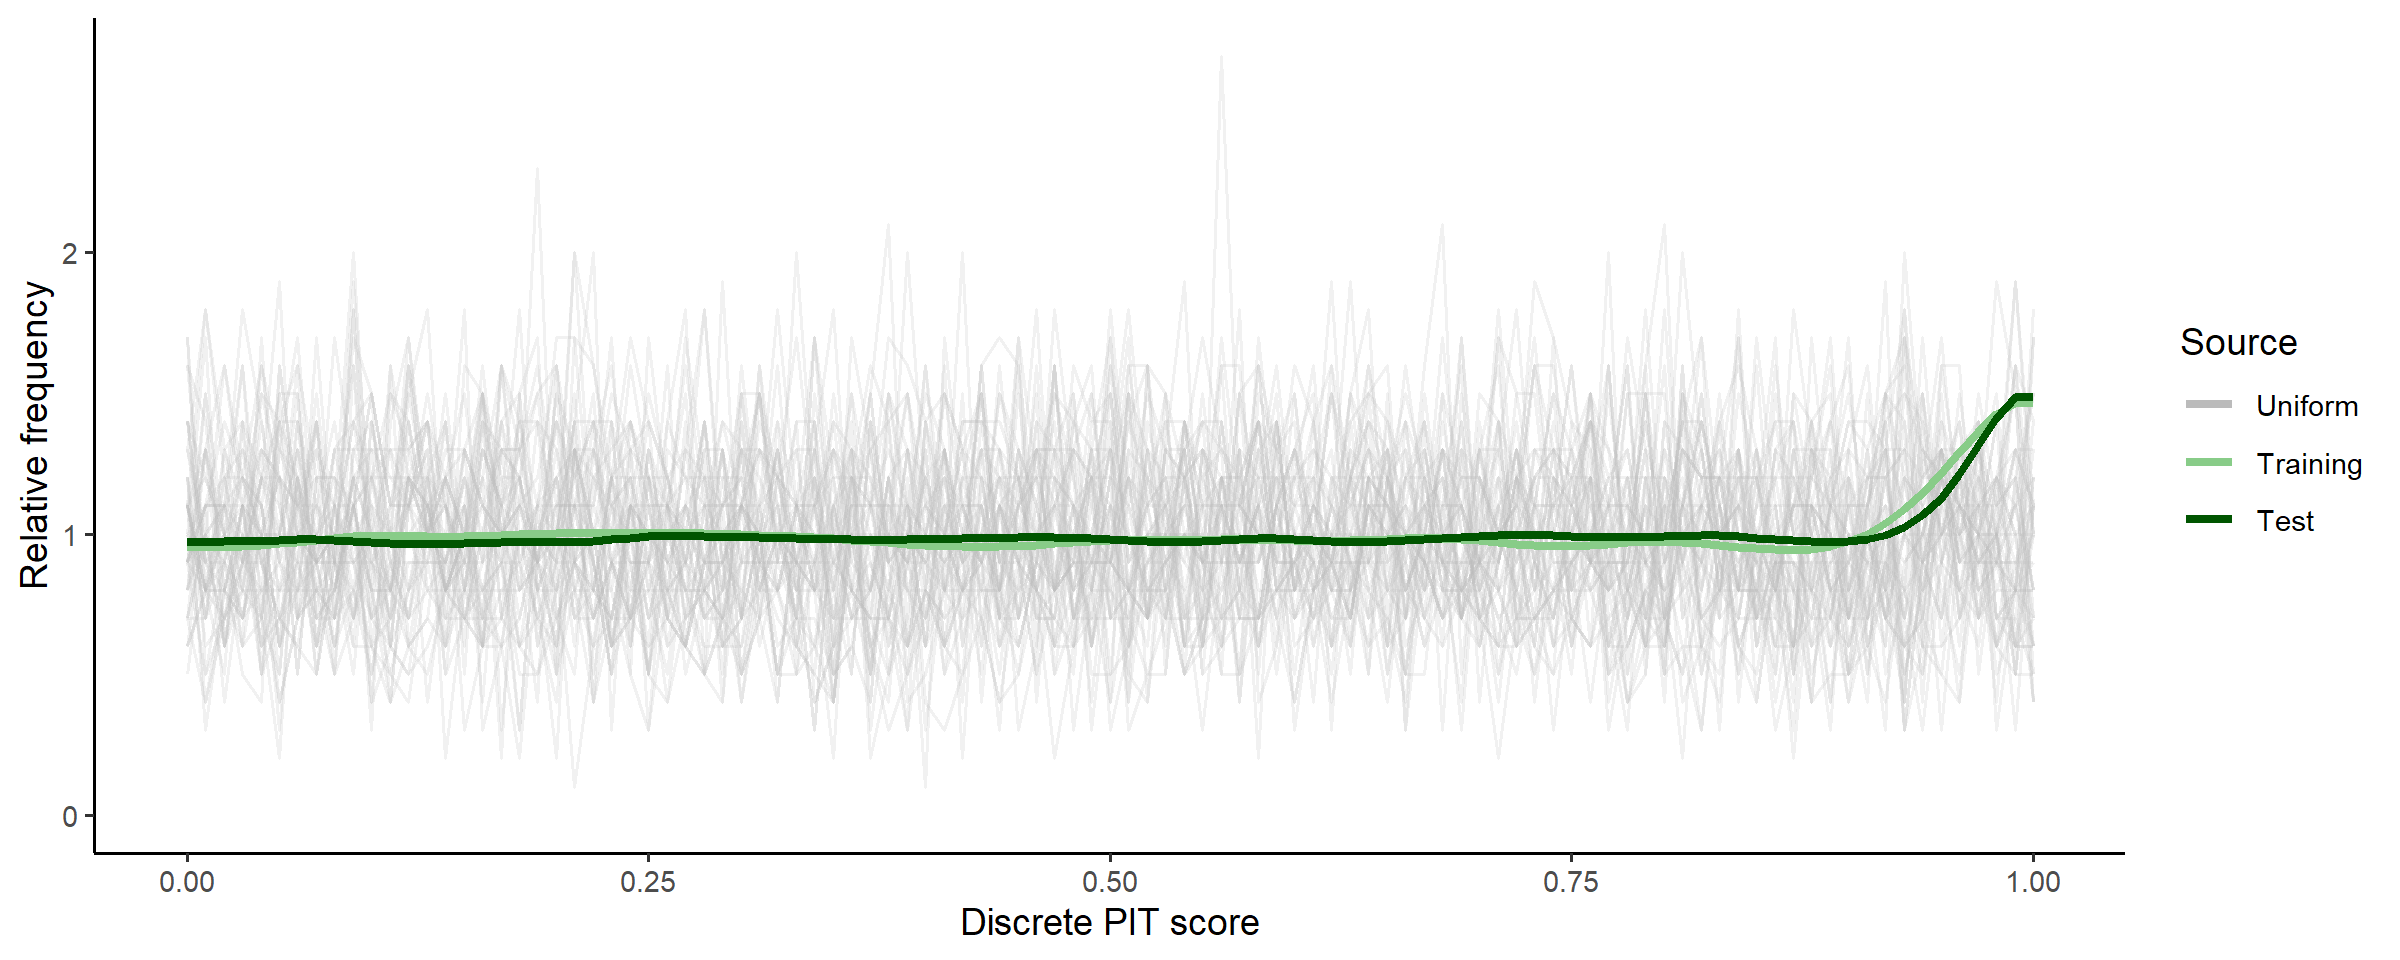 Relative frequency
2
1
0
0.00 0.25 0.50 0.75 1.00
Discrete PIT score
Source
Uniform
Training
Test